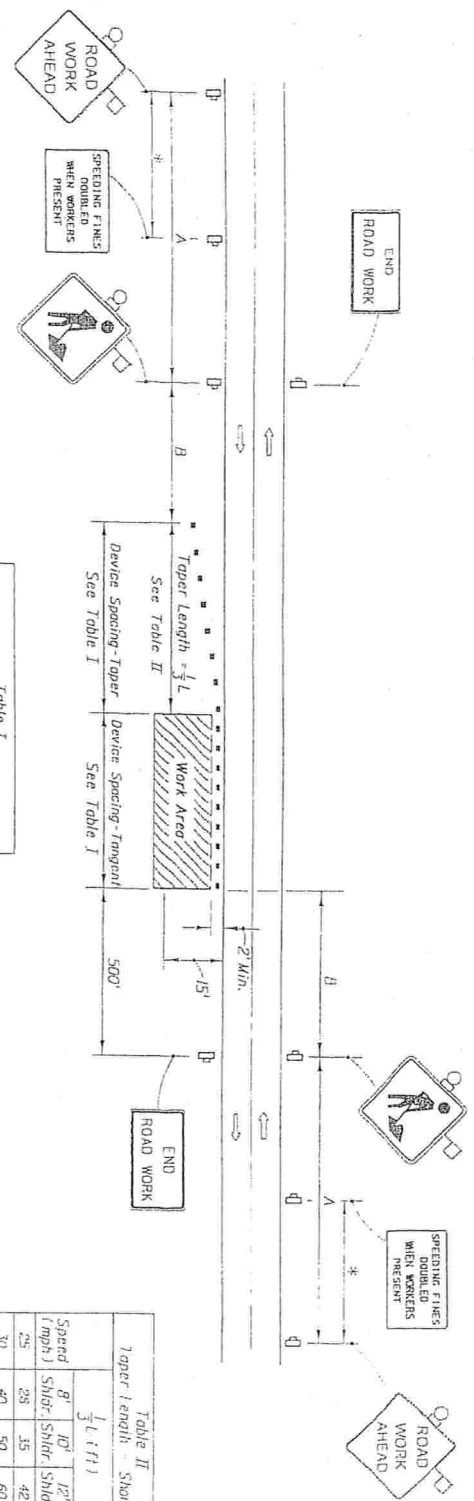 ROAD
WORK
AHEAD
SPEEDING FINES
DOUBLED
WHEN WORKERS
PRESENT
END
ROAD WORK
*
A
B
Taper Length = 1/3 L
See Table II
Device Spacing-Taper
See Table I
Work Area
Device Spacing-Tangent
See Table I
500'
15'
2' Min.
B
A
*
END
ROAD WORK
SPEEDING FINES
DOUBLED
WHEN WORKERS
PRESENT
ROAD
WORK
AHEAD
Table I
Table II
Taper Length -
1/3 L (ft)
Speed
(mph)
8'
Shldr.
10'
Shldr.
12'
25 28 35 42
30 40 50 60